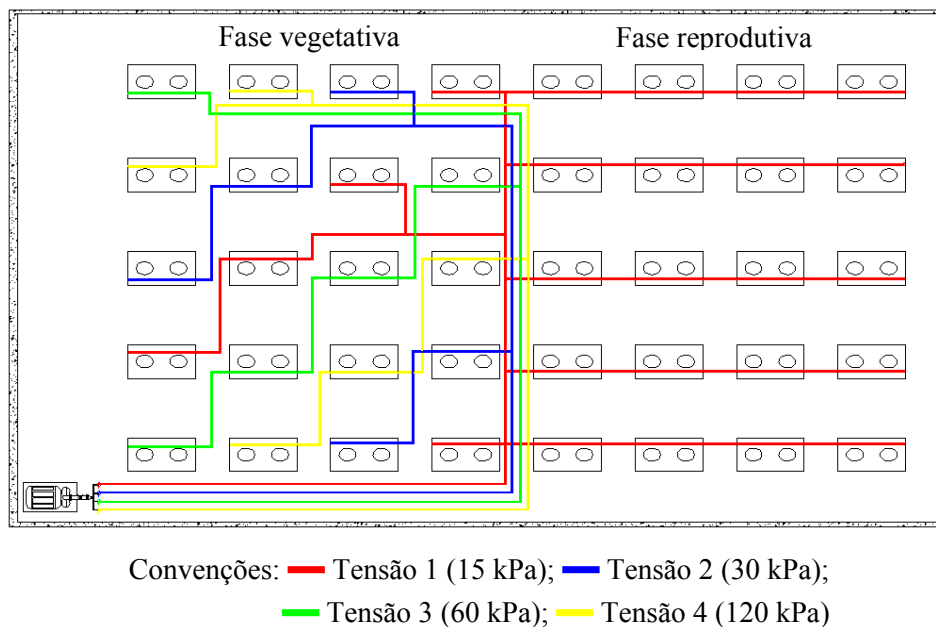 Fase vegetativa Fase reprodutiva
Convenções: Tensão 1 (15 kPa); Tensão 2 (30 kPa);
Tensão 3 (60 kPa); Tensão 4 (120 kPa)